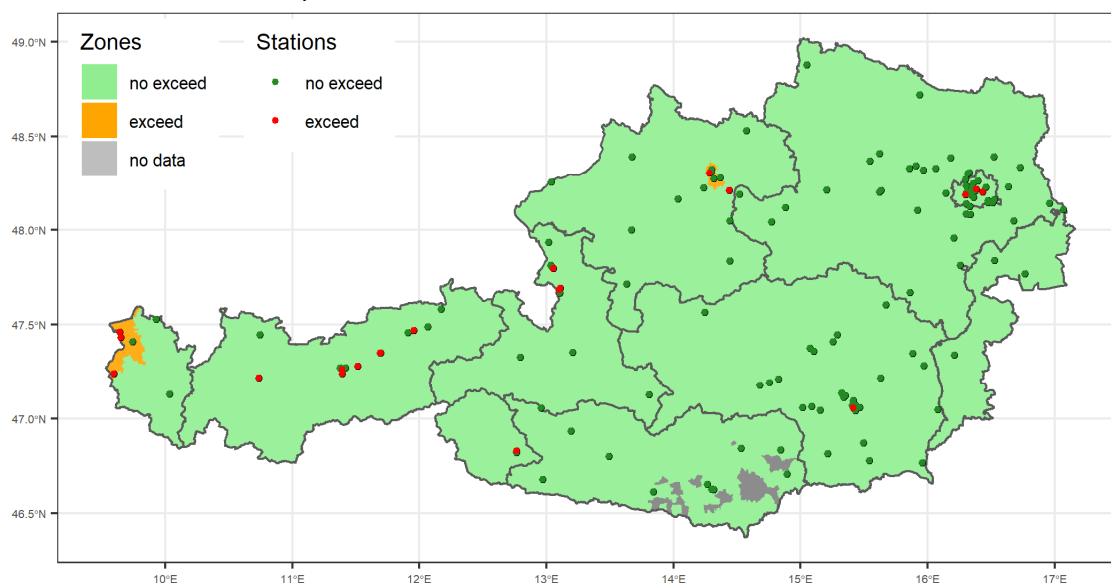 Zones
no exceed
exceed
no data
Stations
no exceed
exceed
49.0°N
48.5°N
48.0°N
47.5°N
47.0°N
46.5°N
10°E 11°E 12°E 13°E 14°E 15°E 16°E 17°E